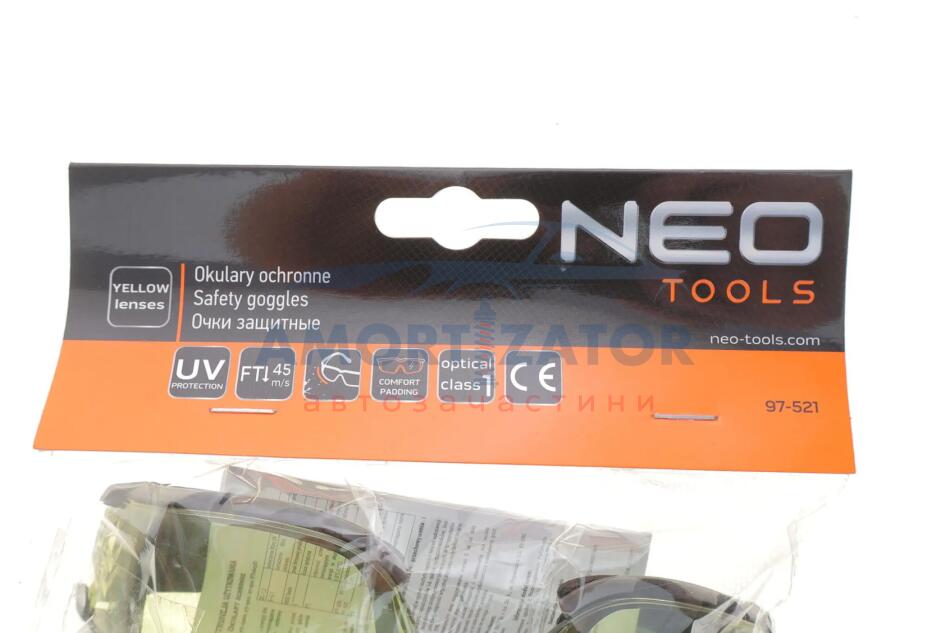 NEO
TOOLS
neo-tools.com
YELLOW
lenses
Okulary ochronne
Safety goggles
Очки защитные
AMORTIZATOR
автозапчастини
UV
PROTECTION
FT 45
m/s
COMFORT
PADDING
optical
class 1
CE
97-521